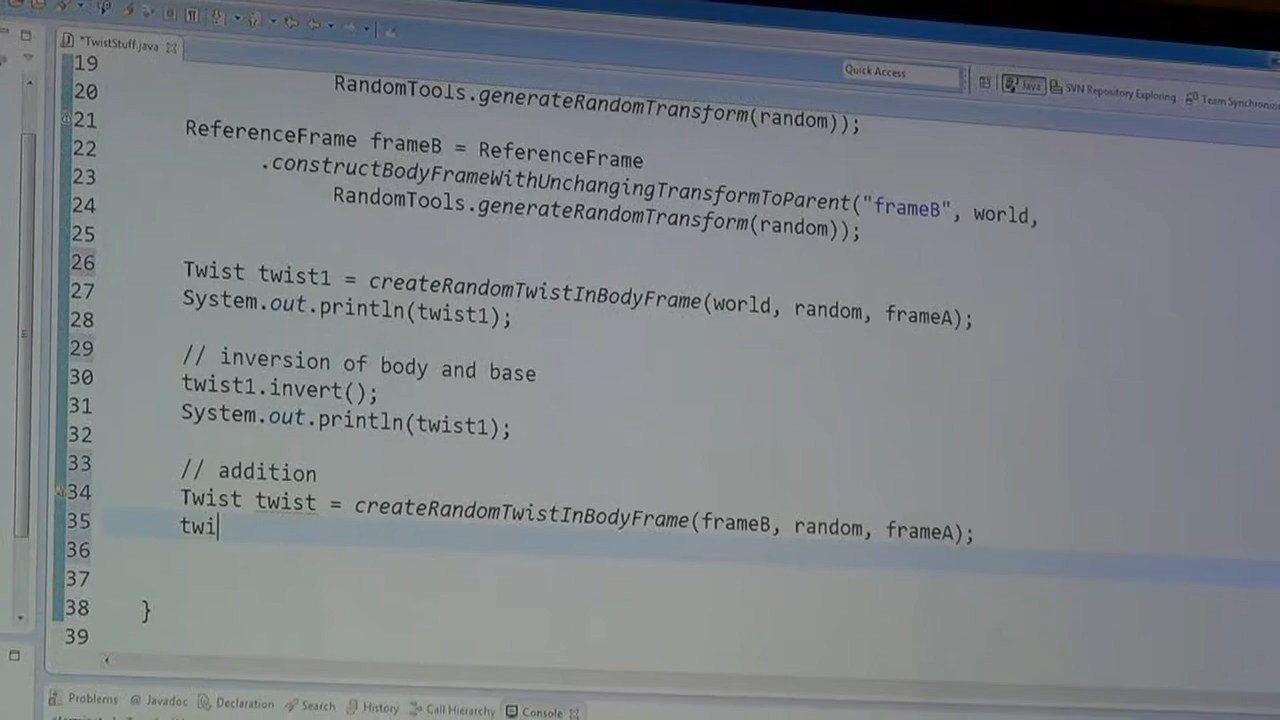 *TwistStuff.java
Quick Access
Java
SVN Repository Exploring
Team Synchroni
19
20 RandomTools.generateRandomTransform(random));
21
22 ReferenceFrame frameB = ReferenceFrame
23 .constructBodyFrameWithUnchangingTransformToParent("frameB", world,
24 RandomTools.generateRandomTransform(random));
25
26
27 Twist twist1 = createRandomTwistInBodyFrame(world, random, frameA);
28 System.out.println(twist1);
29
30 // inversion of body and base
31 twist1.invert();
32 System.out.println(twist1);
33
34 // addition
35 Twist twist = createRandomTwistInBodyFrame(frameB, random, frameA);
36 twi
37
38 }
39
Problems @ Javadoc Declaration Search History Call Hierarchy Console